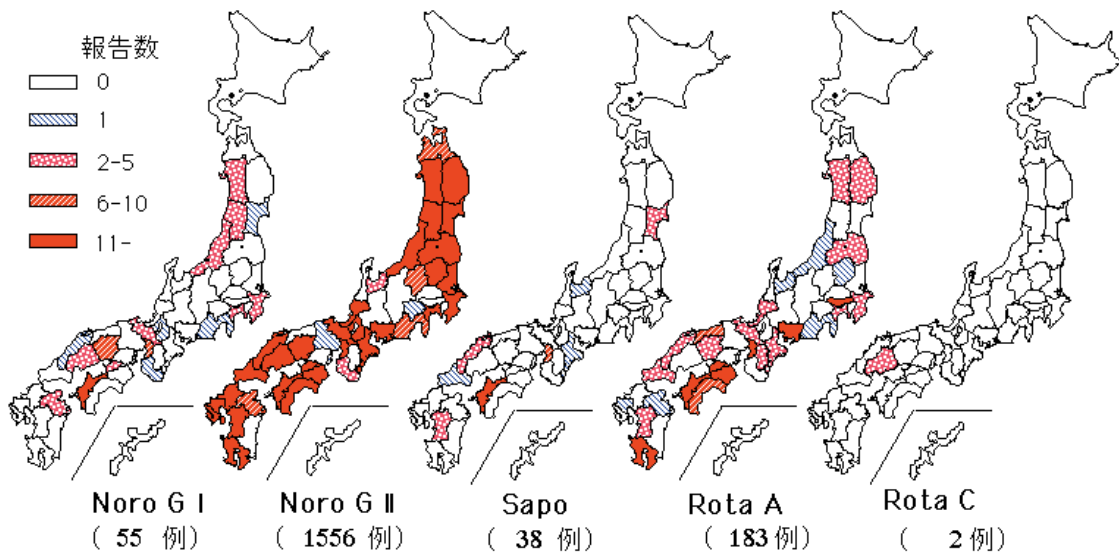 報告数
0
1
2-5
6-10
11-
Noro G Ⅰ
( 55 例)
Noro G Ⅱ
( 1556 例)
Sapo
( 38 例)
Rota A
( 183 例)
Rota C
( 2 例)